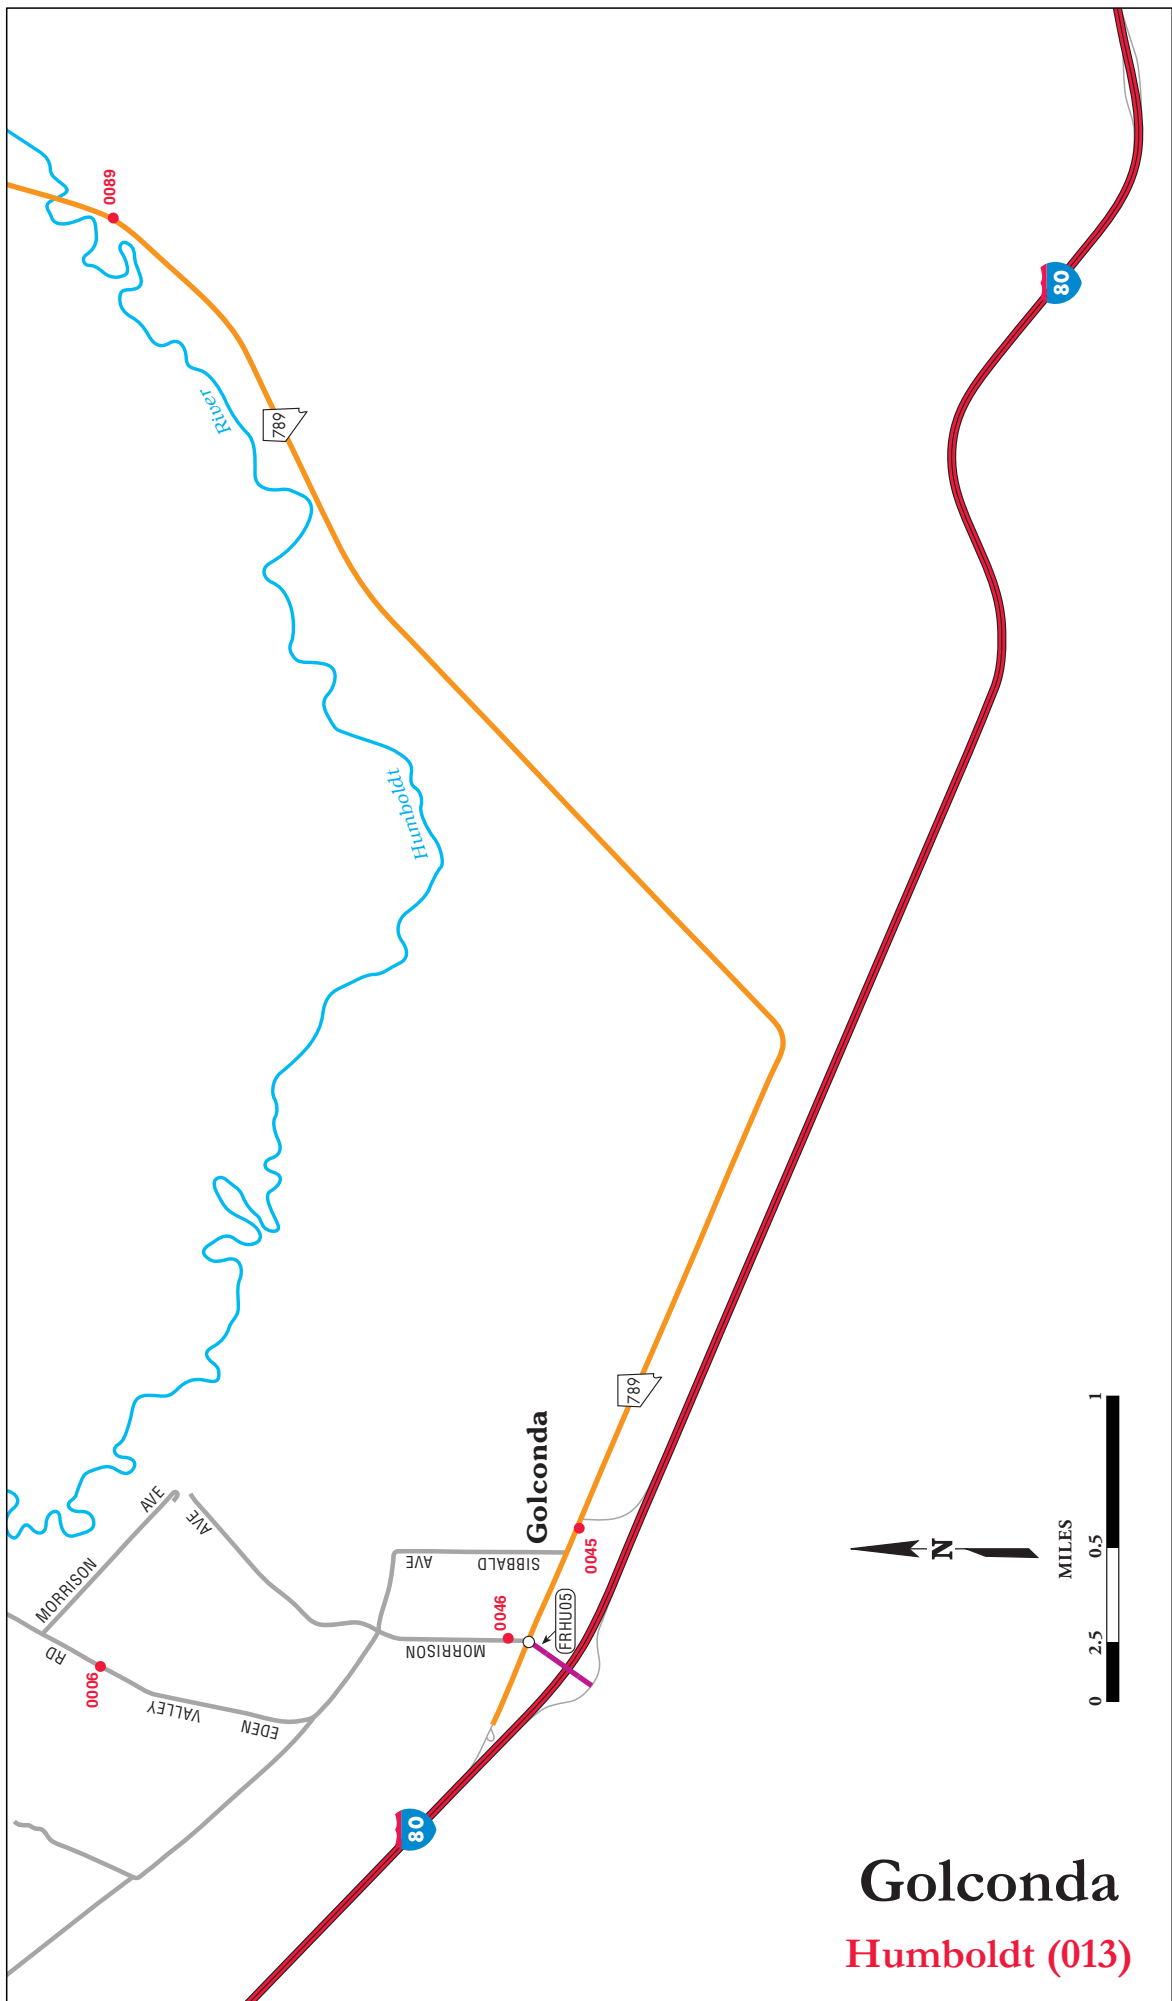 0089
80
River
789
Humboldt
789
Golconda
MORRISON
AVE
AVE
SIBBALD
AVE
0045
0046
FRHU05
MORRISON
RD
0006
VALLEY
EDEN
80
N
MILES
0
2.5
0.5
1
Golconda
Humboldt (013)